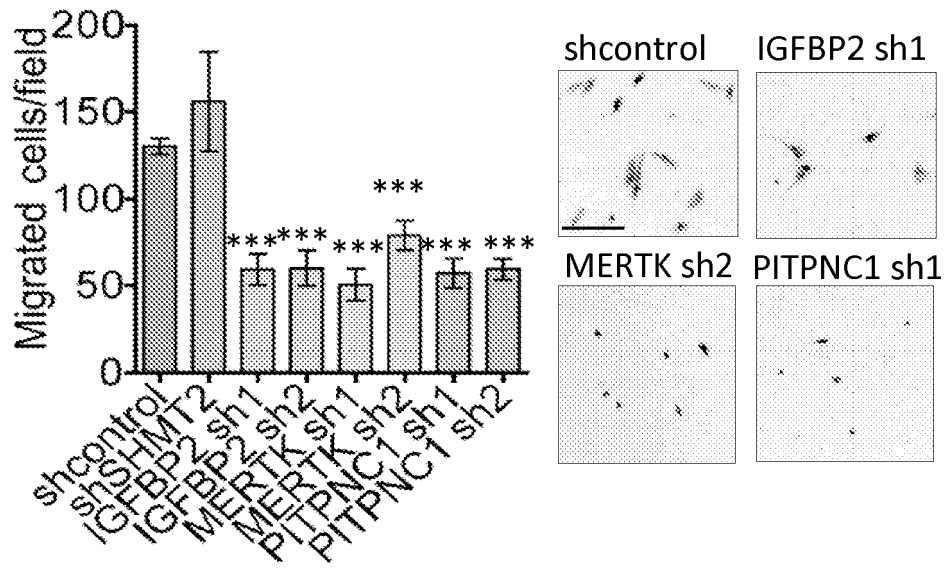 Migrated cells/field
200
150
100
50
0
***
***
***
***
***
***
shcontrol
shSHMT2
IGFBP2 sh1
IGFBP2 sh2
MERTK sh1
MERTK sh2
PITPNC1 sh1
PITPNC1 sh2
shcontrol
IGFBP2 sh1
MERTK sh2
PITPNC1 sh1